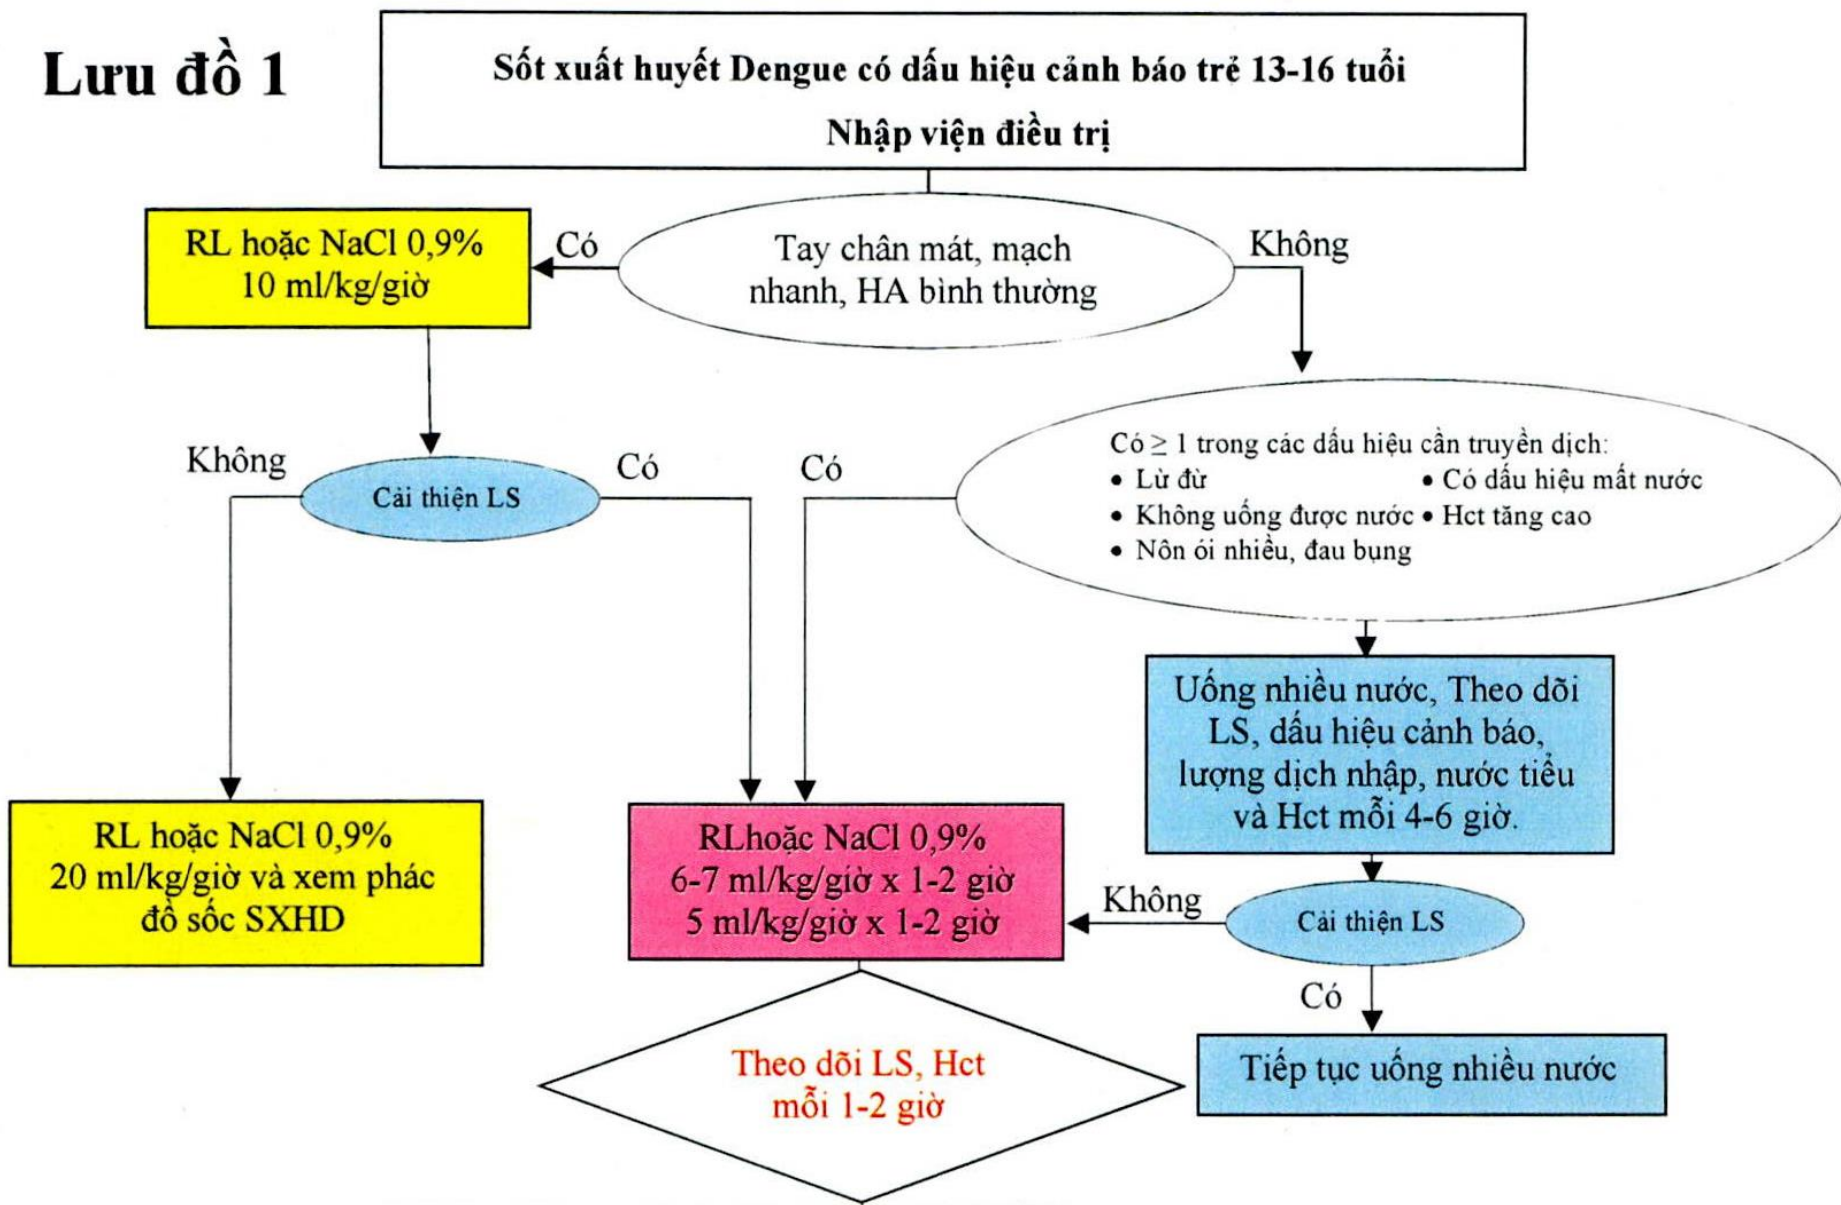 Lưu đồ 1
Sốt xuất huyết Dengue có dấu hiệu cảnh báo trẻ 13-16 tuổi
Nhập viện điều trị
RL hoặc NaCl 0,9%
10 ml/kg/giờ
Có
Tay chân mát, mạch
nhanh, HA bình thường
Không
Không
Cải thiện LS
Có
Có
Có ≥ 1 trong các dấu hiệu cần truyền dịch:
• Lừ đừ
• Có dấu hiệu mất nước
• Không uống được nước
• Hct tăng cao
• Nôn ói nhiều, đau bụng
Uống nhiều nước, Theo dõi
LS, dấu hiệu cảnh báo,
lượng dịch nhập, nước tiểu
và Hct mỗi 4-6 giờ.
RL hoặc NaCl 0,9%
20 ml/kg/giờ và xem phác
đồ sốc SXHD
RLhoặc NaCl 0,9%
6-7 ml/kg/giờ x 1-2 giờ
5 ml/kg/giờ x 1-2 giờ
Không
Cải thiện LS
Có
Theo dõi LS, Hct
mỗi 1-2 giờ
Tiếp tục uống nhiều nước